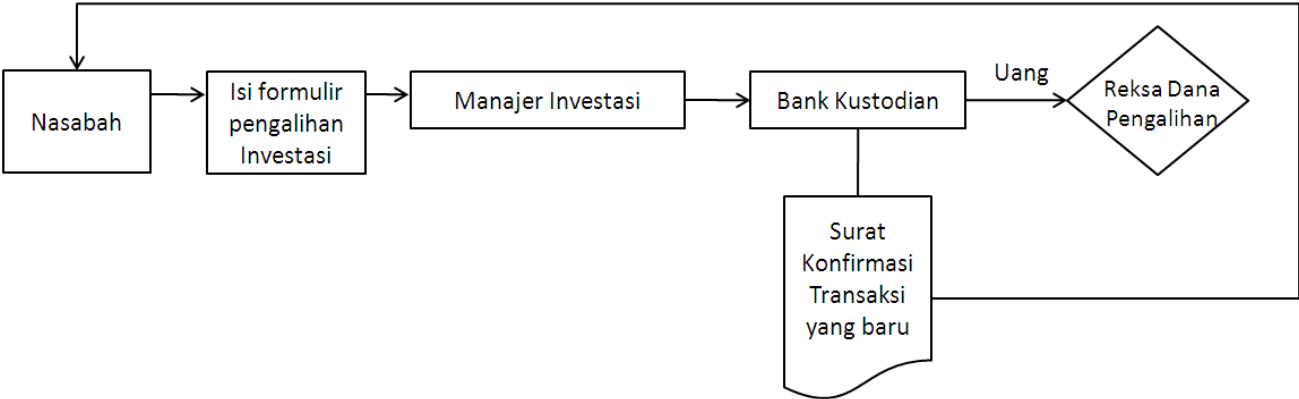 Nasabah
Isi formulir
pengalihan
Investasi
Manajer Investasi
Bank Kustodian
Uang
Reksa Dana
Pengalihan
Surat
Konfirmasi
Transaksi
yang baru